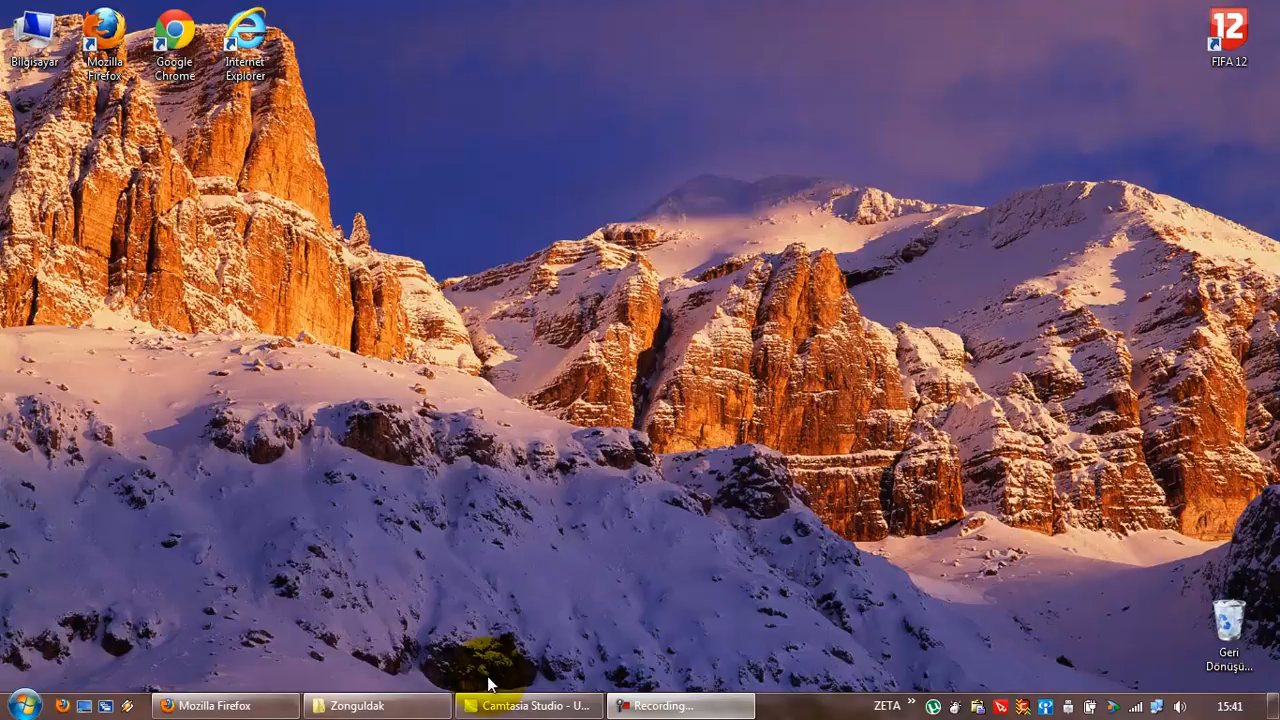 Bilgisayar
Mozilla
Firefox
Google
Chrome
Internet
Explorer
12
FIFA 12
Geri
Dönüşü...
Mozilla Firefox
Zonguldak
Camtasia Studio - U...
Recording...
ZETA
15:41